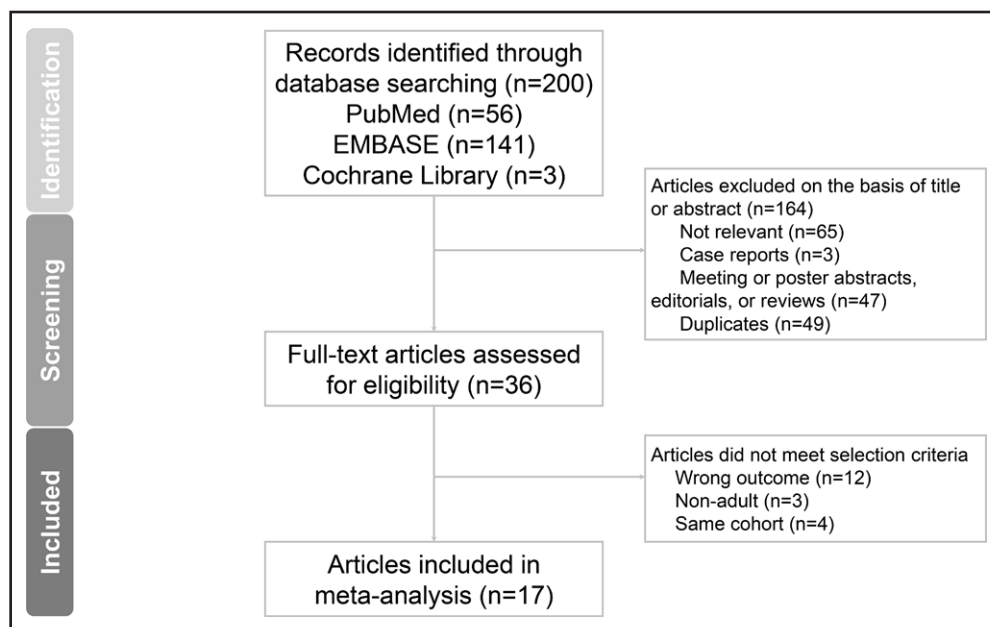 Identification
Records identified through
database searching (n=200)
PubMed (n=56)
EMBASE (n=141)
Cochrane Library (n=3)
Articles excluded on the basis of title
or abstract (n=164)
Not relevant (n=65)
Case reports (n=3)
Meeting or poster abstracts,
editorials, or reviews (n=47)
Duplicates (n=49)
Screening
Full-text articles assessed
for eligibility (n=36)
Articles did not meet selection criteria
Wrong outcome (n=12)
Non-adult (n=3)
Same cohort (n=4)
Included
Articles included in
meta-analysis (n=17)